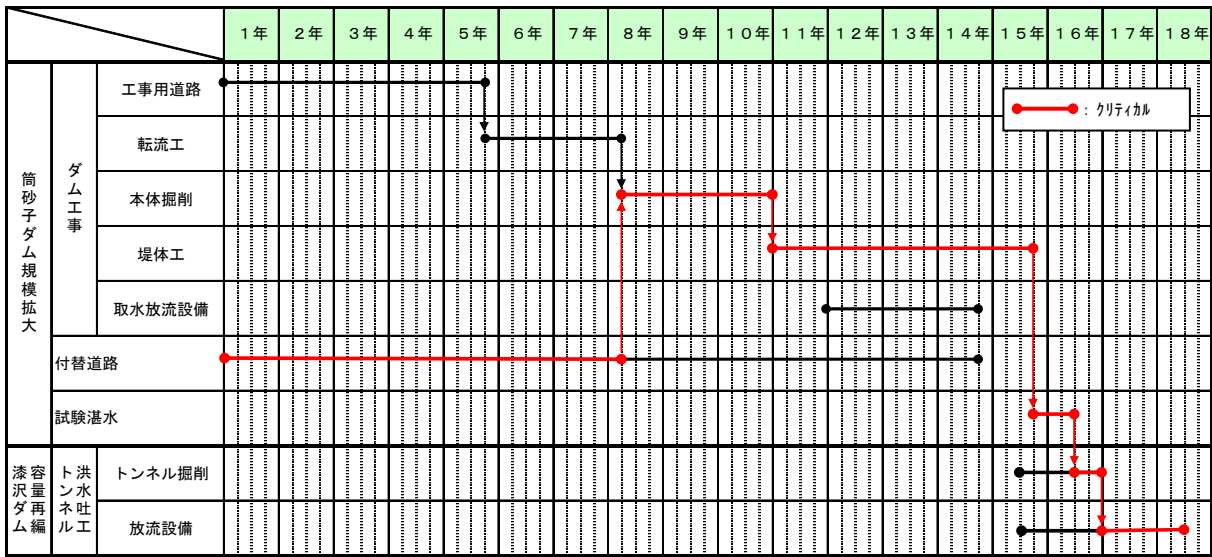 １年 ２年 ３年 ４年 ５年 ６年 ７年 ８年 ９年 １０年 １１年 １２年 １３年 １４年 １５年 １６年 １７年 １８年
：ｸﾘﾃｨｶﾙ
筒砂子ダム規模拡大
ダム工事
工事用道路
転流工
本体掘削
堤体工
取水放流設備
付替道路
試験湛水
漆沢ダム
容量再編
洪水吐工
トンネル
トンネル掘削
放流設備